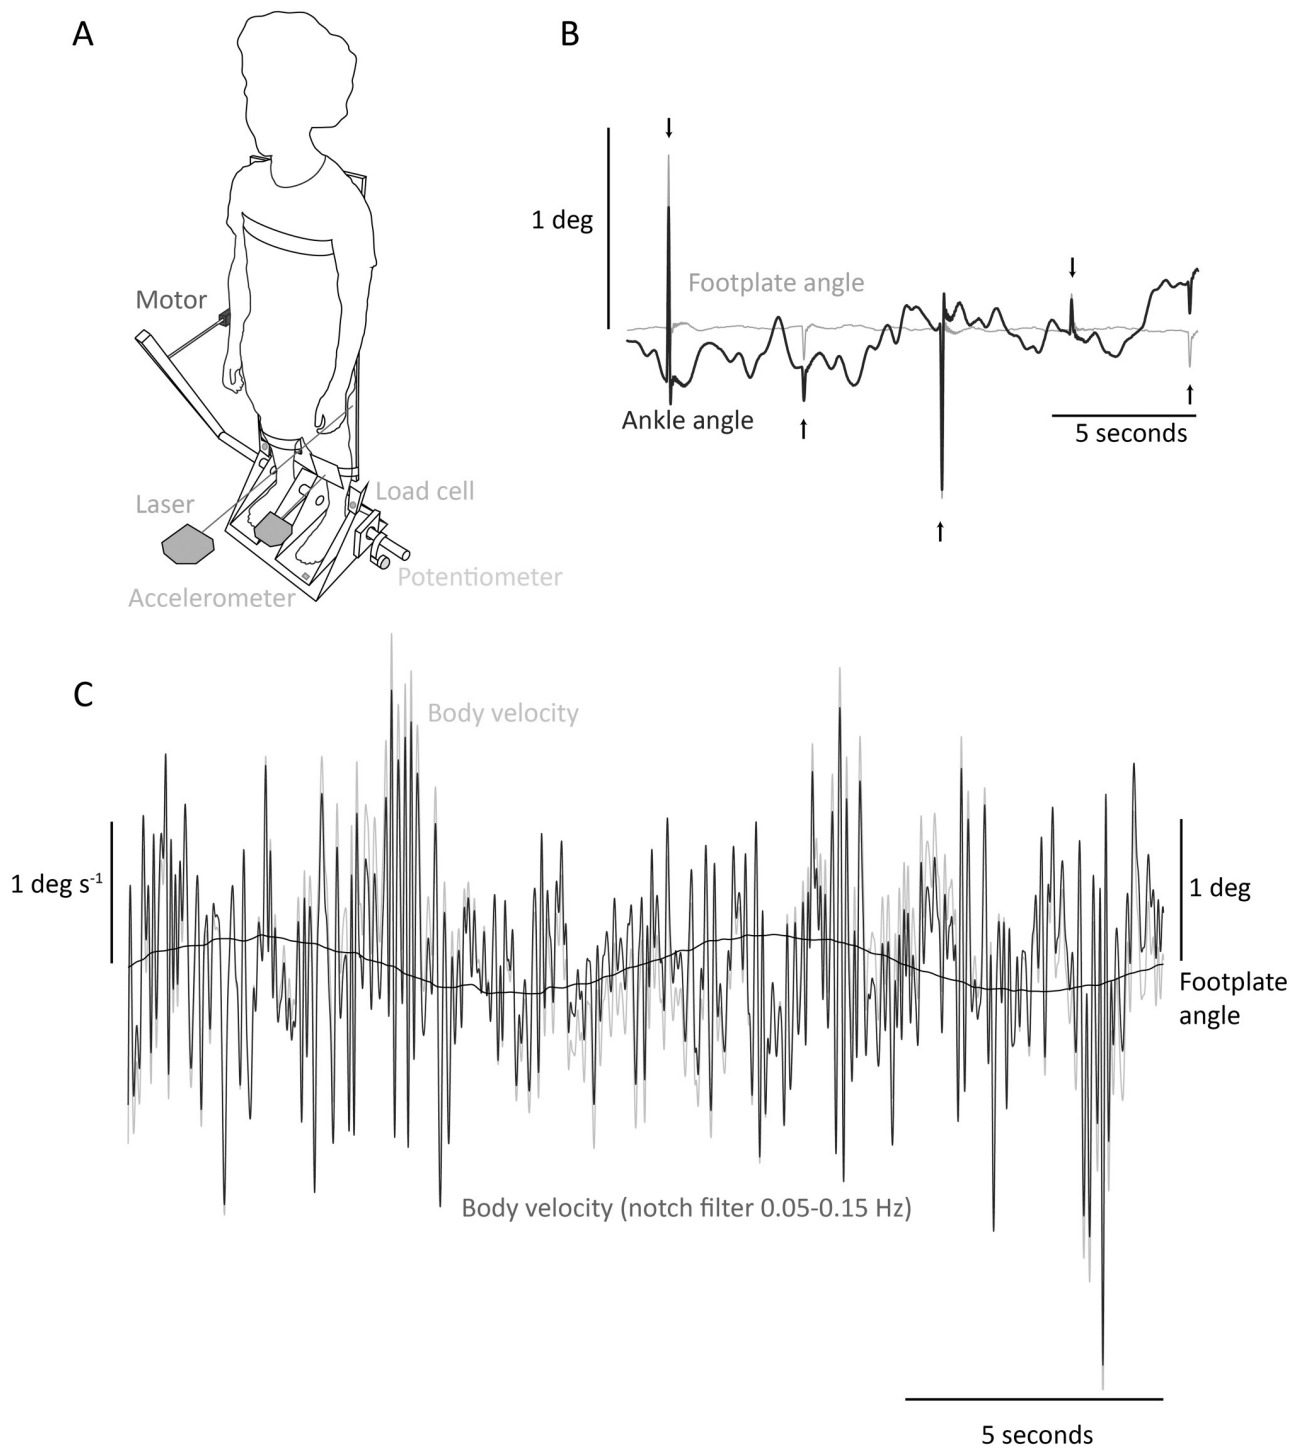 A
B
Motor
Laser
Load cell
Potentiometer
Accelerometer
1 deg
Footplate angle
Ankle angle
5 seconds
C
Body velocity
1 deg s-1
1 deg
Footplate
angle
Body velocity (notch filter 0.05-0.15 Hz)
5 seconds